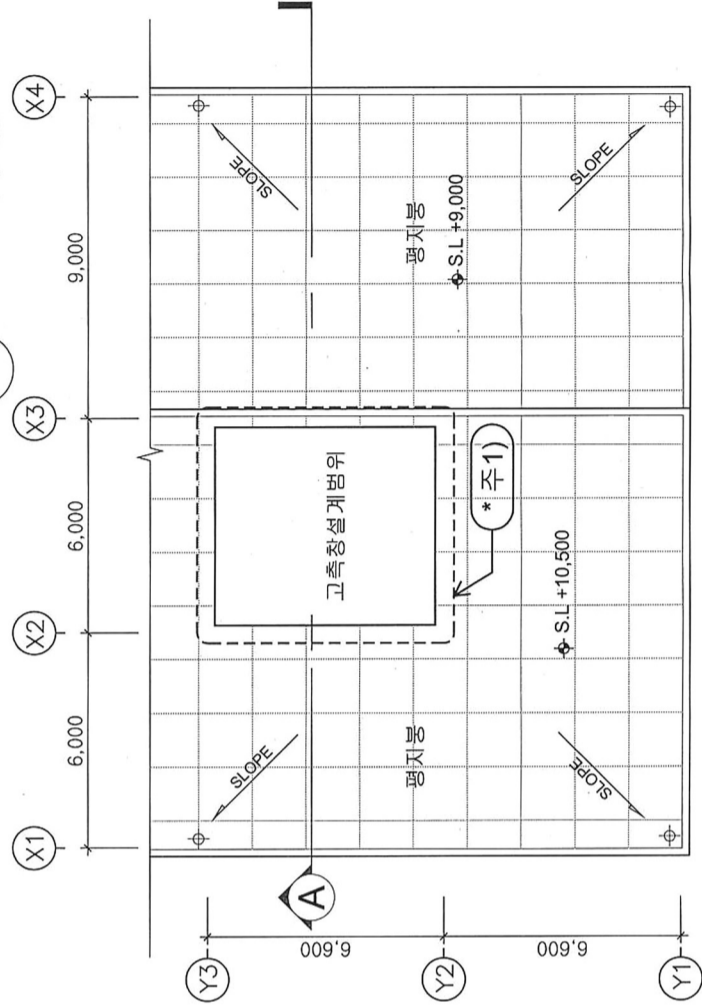 X1
X2
X3
X4
6,000
6,000
9,000
Y3
Y2
Y1
6,600
6,600
A
SLOPE
SLOPE
SLOPE
SLOPE
고측창설계범위
* 주1)
평지붕
평지붕
S.L +10,500
S.L +9,000